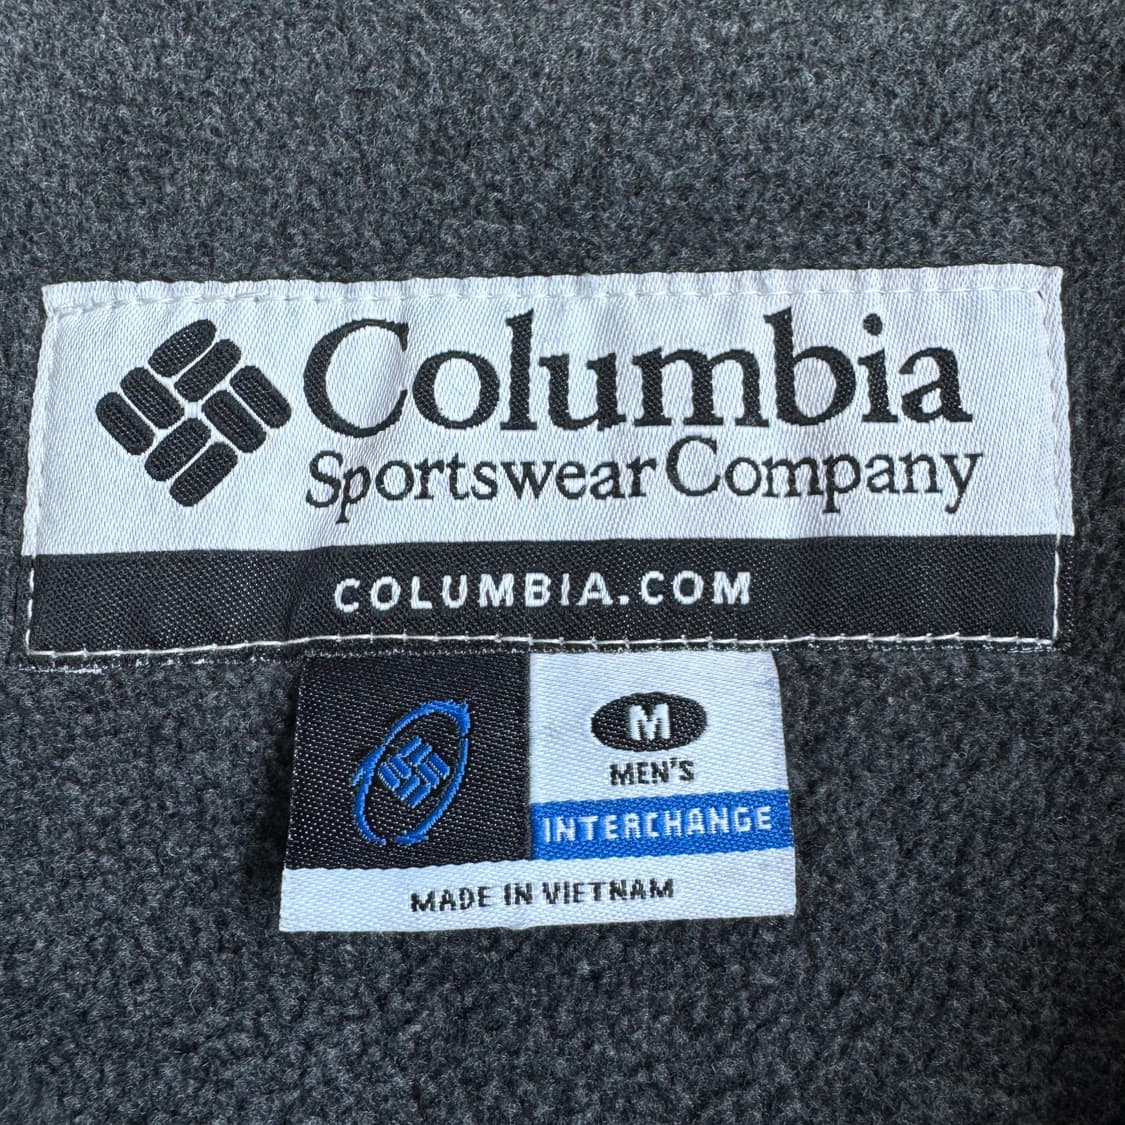 Columbia
Sportswear Company
COLUMBIA.COM
M
MEN'S
INTERCHANGE
MADE IN VIETNAM